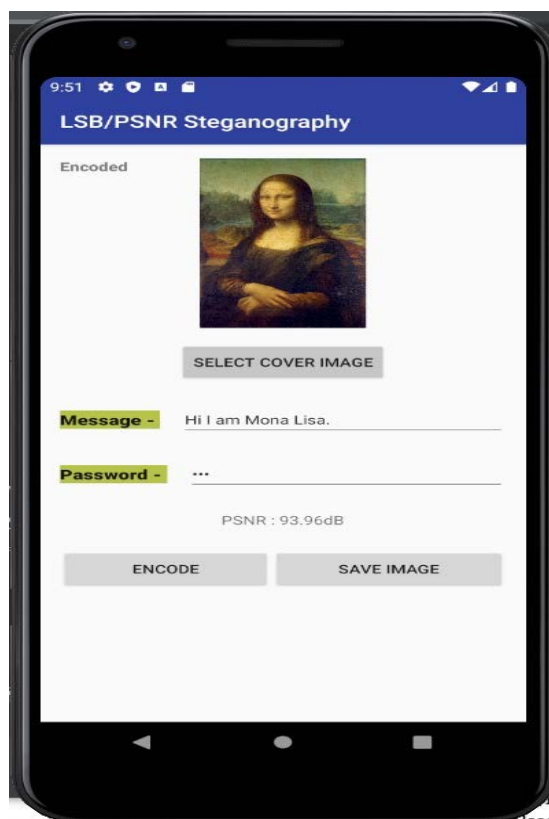 9:51
LSB/PSNR Steganography
Encoded
SELECT COVER IMAGE
Message - Hi I am Mona Lisa.
Password - •••
PSNR : 93.96dB
ENCODE SAVE IMAGE